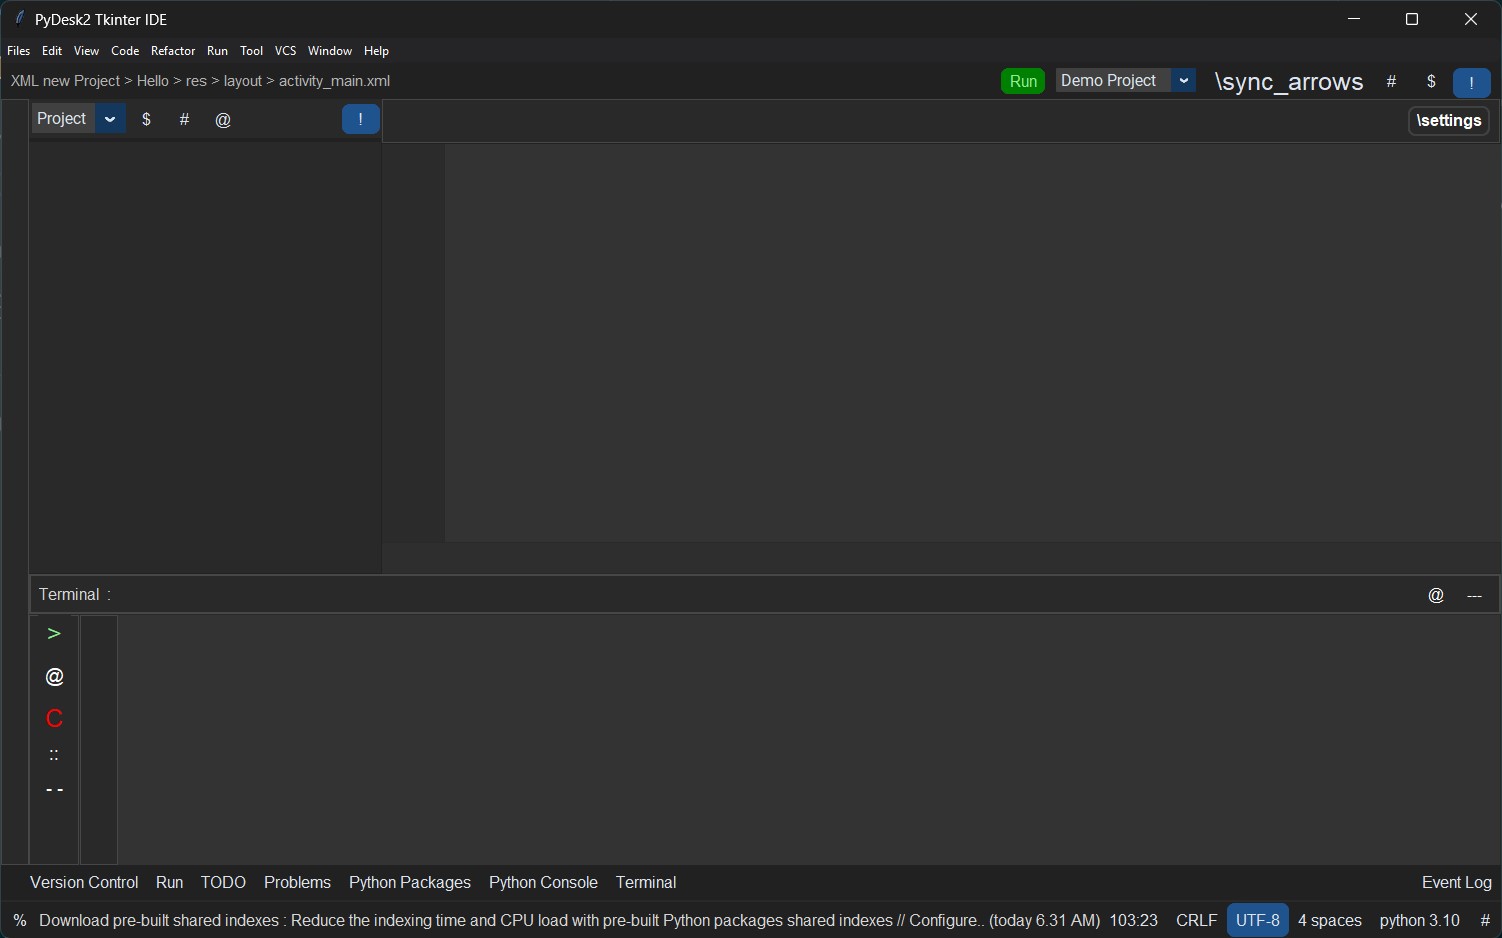 PyDesk2 Tkinter IDE
Files Edit View Code Refactor Run Tool VCS Window Help
XML new Project > Hello > res > layout > activity_main.xml Run Demo Project \sync_arrows # $ !
Project $ # @ ! \settings
Terminal : @ ---
>
@
C
::
- -
Version Control Run TODO Problems Python Packages Python Console Terminal Event Log
% Download pre-built shared indexes : Reduce the indexing time and CPU load with pre-built Python packages shared indexes // Configure.. (today 6.31 AM) 103:23 CRLF UTF-8 4 spaces python 3.10 #